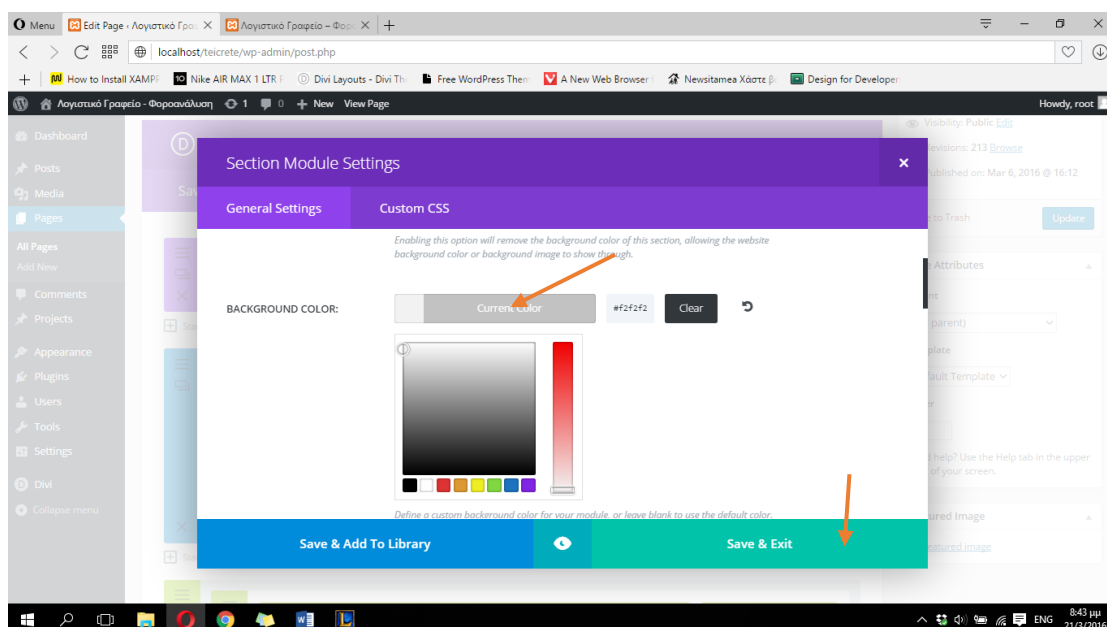 Menu
Edit Page ‹ Λογιστικό Γρα
Λογιστικό Γραφείο – Φορο
localhost/teicrete/wp-admin/post.php
How to Install XAMPP
Nike AIR MAX 1 LTR
Divi Layouts - Divi Th
Free WordPress Them
A New Web Browser
Newsitamea Χάστε β
Design for Developer
Λογιστικό Γραφείο - Φοροανάλυση
1
0
New
View Page
Howdy, root
Dashboard
Posts
Media
Pages
All Pages
Add New
Comments
Projects
Appearance
Plugins
Users
Tools
Settings
Divi
Collapse menu
Section Module Settings
General Settings
Custom CSS
Enabling this option will remove the background color of this section, allowing the website
background color or background image to show through.
BACKGROUND COLOR:
Current Color
#f2f2f2
Clear
Define a custom background color for your module, or leave blank to use the default color.
Save & Add To Library
Save & Exit
Visibility: Public Edit
Revisions: 213 Browse
Published on: Mar 6, 2016 @ 16:12
to Trash
Update
Attributes
parent)
plate
ault Template
help? Use the Help tab in the upper
of your screen.
ured Image
featured image
ENG
8:43 μμ
21/3/2016